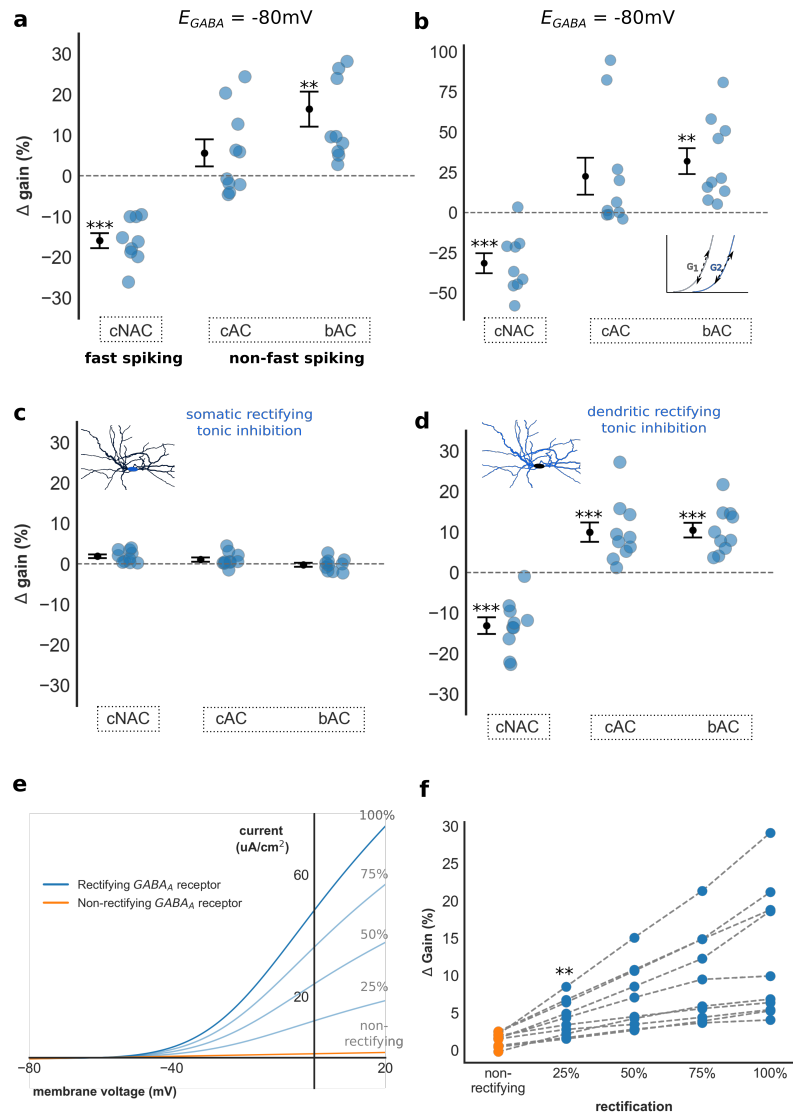 a
E_GABA = -80mV
Δ gain (%)
30
20
10
0
−10
−20
−30
***
**
cNAC
cAC
bAC
fast spiking
non-fast spiking
b
E_GABA = -80mV
100
75
50
25
0
−25
−50
***
**
G1
G2
cNAC
cAC
bAC
c
somatic rectifying
tonic inhibition
Δ gain (%)
30
20
10
0
−10
−20
−30
cNAC
cAC
bAC
d
dendritic rectifying
tonic inhibition
30
20
10
0
−10
−20
−30
***
***
***
cNAC
cAC
bAC
e
current
(uA/cm²)
60
20
Rectifying GABA_A receptor
Non-rectifying GABA_A receptor
100%
75%
50%
25%
non-
rectifying
−80
−40
20
membrane voltage (mV)
f
Δ Gain (%)
30
25
20
15
10
5
0
**
non-
rectifying
25%
50%
75%
100%
rectification